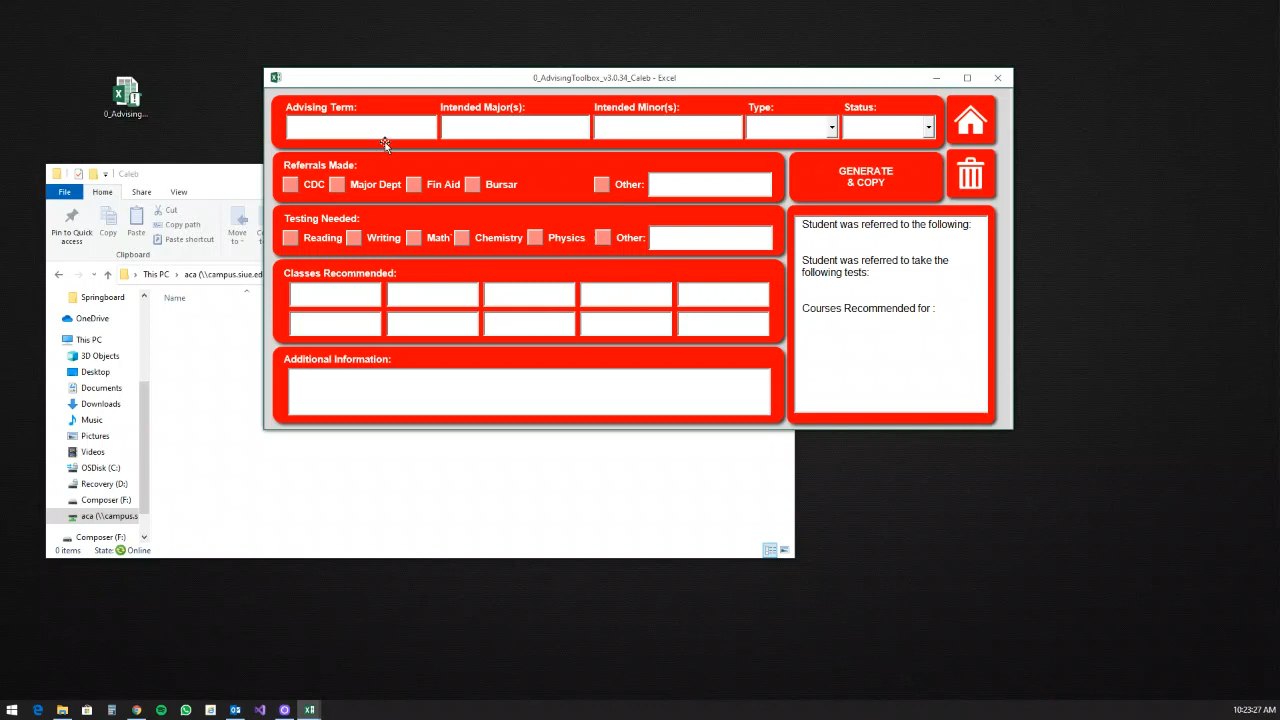 0_Advising...
0_AdvisingToolbox_v3.0.34_Caleb - Excel
Advising Term:
Intended Major(s):
Intended Minor(s):
Type:
Status:
Referrals Made:
CDC
Major Dept
Fin Aid
Bursar
Other:
GENERATE
& COPY
Testing Needed:
Reading
Writing
Math
Chemistry
Physics
Other:
Classes Recommended:
Additional Information:
Student was referred to the following:
Student was referred to take the
following tests:
Courses Recommended for :
Caleb
File
Home
Share
View
Pin to Quick
access
Copy
Paste
Cut
Copy path
Paste shortcut
Move
to
Clipboard
This PC
aca (\\campus.siue.ed
Name
Springboard
OneDrive
This PC
3D Objects
Desktop
Documents
Downloads
Music
Pictures
Videos
OSDisk (C:)
Recovery (D:)
Composer (F:)
aca (\\campus.s
Composer (F:)
0 items
State:
Online
10:23:27 AM